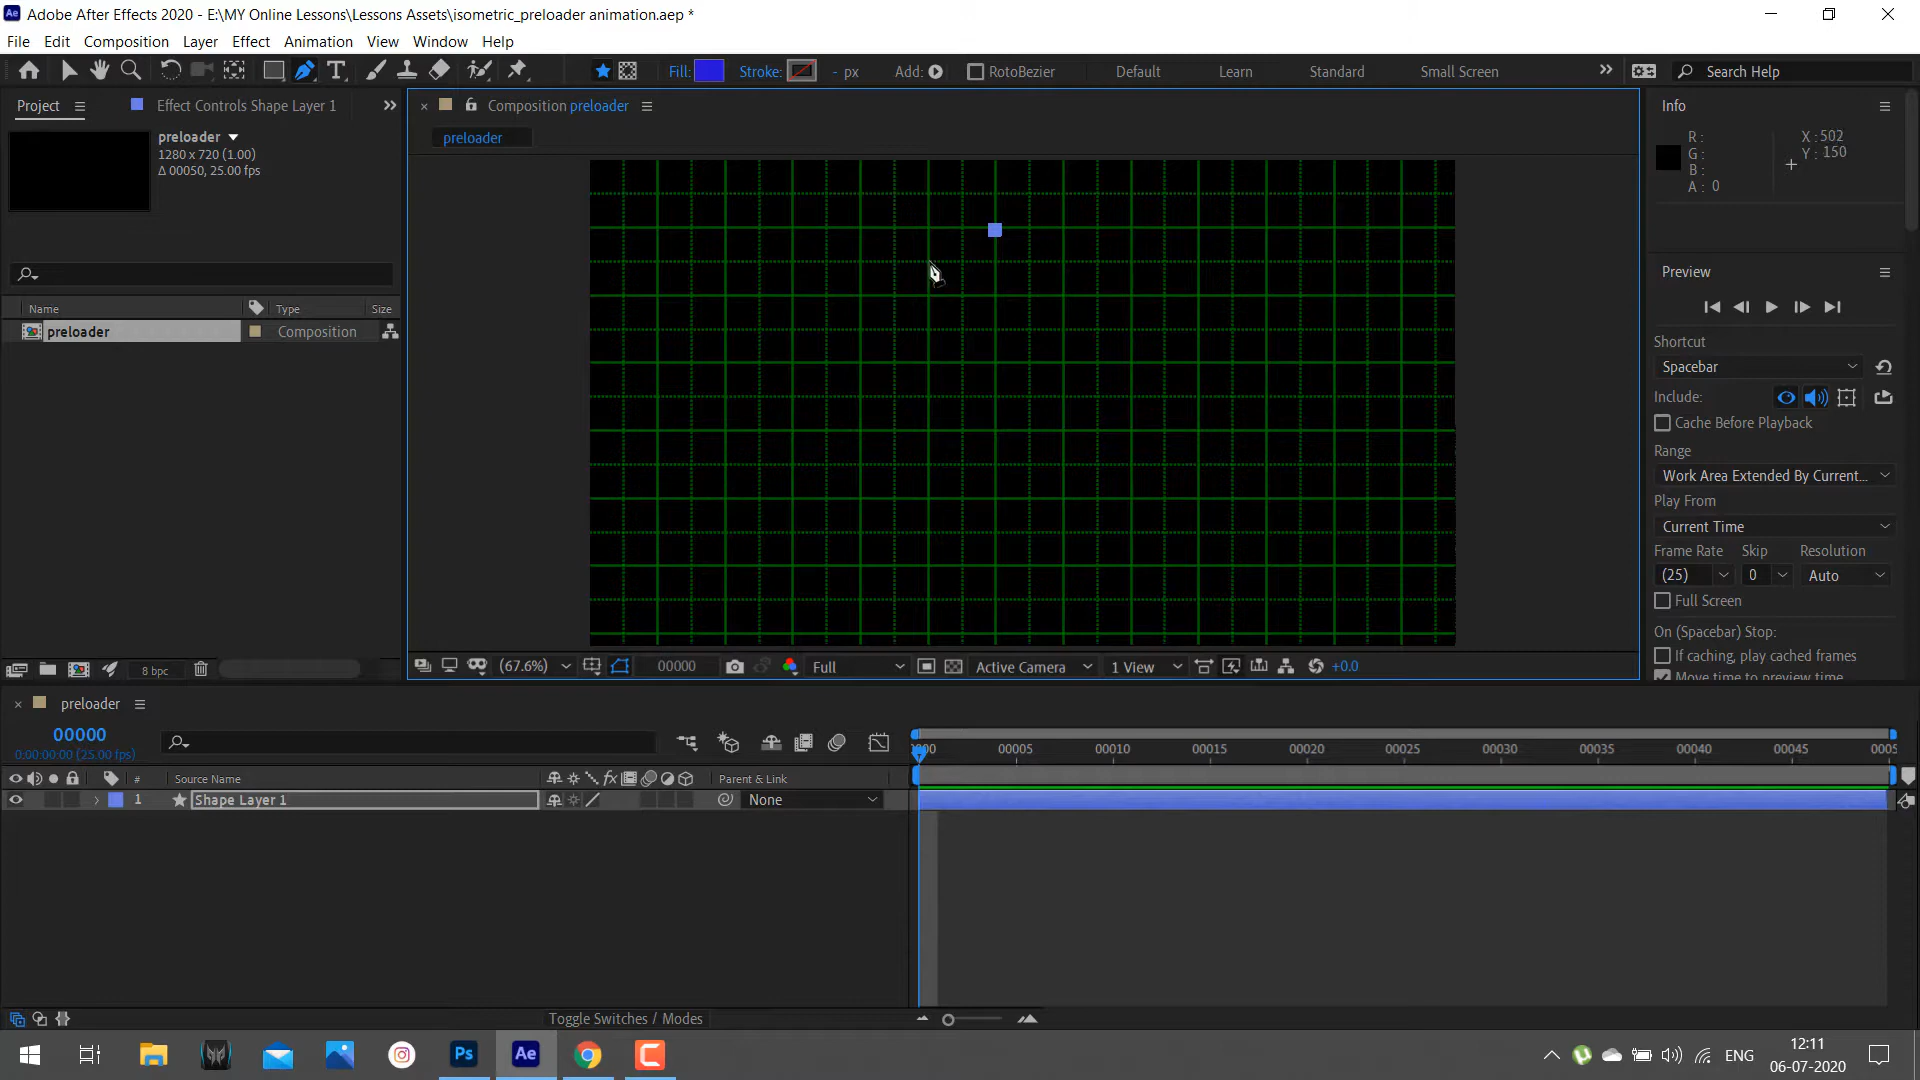 Adobe After Effects 2020 - E:\MY Online Lessons\Lessons Assets\isometric_preloader animation.aep *
File Edit Composition Layer Effect Animation View Window Help
Fill: Stroke: - px Add: RotoBezier Default Learn Standard Small Screen Search Help
Project Effect Controls Shape Layer 1
preloader
1280 x 720 (1.00)
Δ 00050, 25.00 fps
Name Type Size
preloader Composition
8 bpc
Composition preloader
preloader
(67.6%) 00000 Full Active Camera 1 View +0.0
Info
R :
G :
B :
A : 0
X : 502
Y : 150
Preview
Shortcut
Spacebar
Include:
Cache Before Playback
Range
Work Area Extended By Current...
Play From
Current Time
Frame Rate Skip Resolution
(25) 0 Auto
Full Screen
On (Spacebar) Stop:
If caching, play cached frames
Move time to preview time
preloader
00000
0:00:00:00 (25.00 fps)
# Source Name Parent & Link
1 Shape Layer 1 None
00005 00010 00015 00020 00025 00030 00035 00040 00045
Toggle Switches / Modes
Ps Ae ENG
12:11
06-07-2020